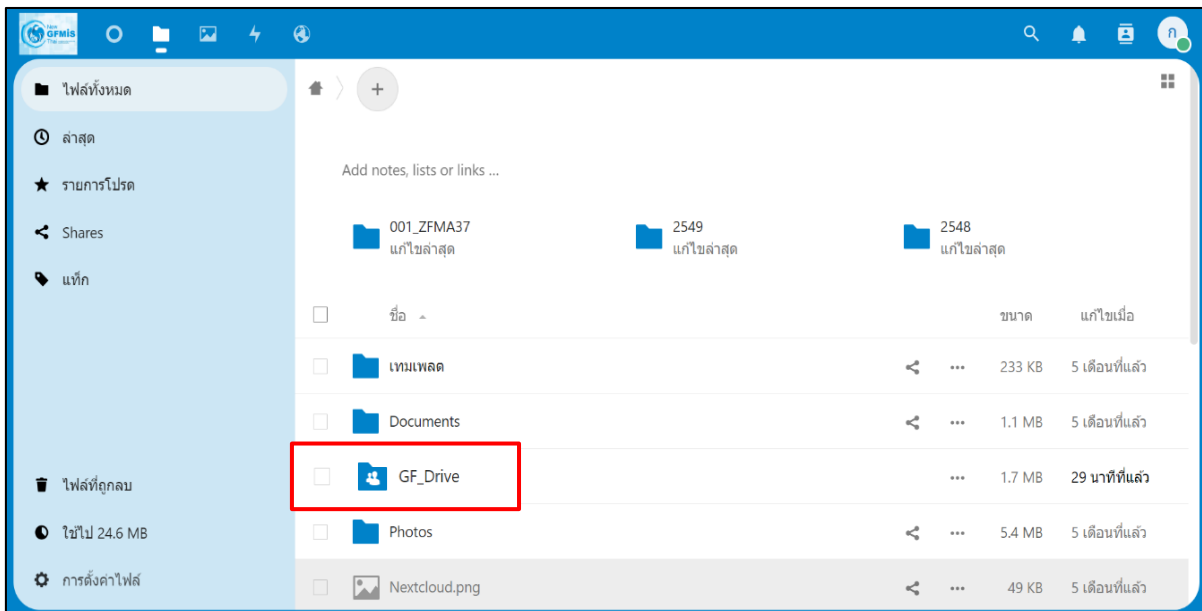 New
GFMIS
Thai
ก
ไฟล์ทั้งหมด
ล่าสุด
รายการโปรด
Shares
แท็ก
ไฟล์ที่ถูกลบ
ใช้ไป 24.6 MB
การตั้งค่าไฟล์
Add notes, lists or links ...
001_ZFMA37
แก้ไขล่าสุด
2549
แก้ไขล่าสุด
2548
แก้ไขล่าสุด
ชื่อ ขนาด แก้ไขเมื่อ
เทมเพลต 233 KB 5 เดือนที่แล้ว
Documents 1.1 MB 5 เดือนที่แล้ว
GF_Drive 1.7 MB 29 นาทีที่แล้ว
Photos 5.4 MB 5 เดือนที่แล้ว
Nextcloud.png 49 KB 5 เดือนที่แล้ว